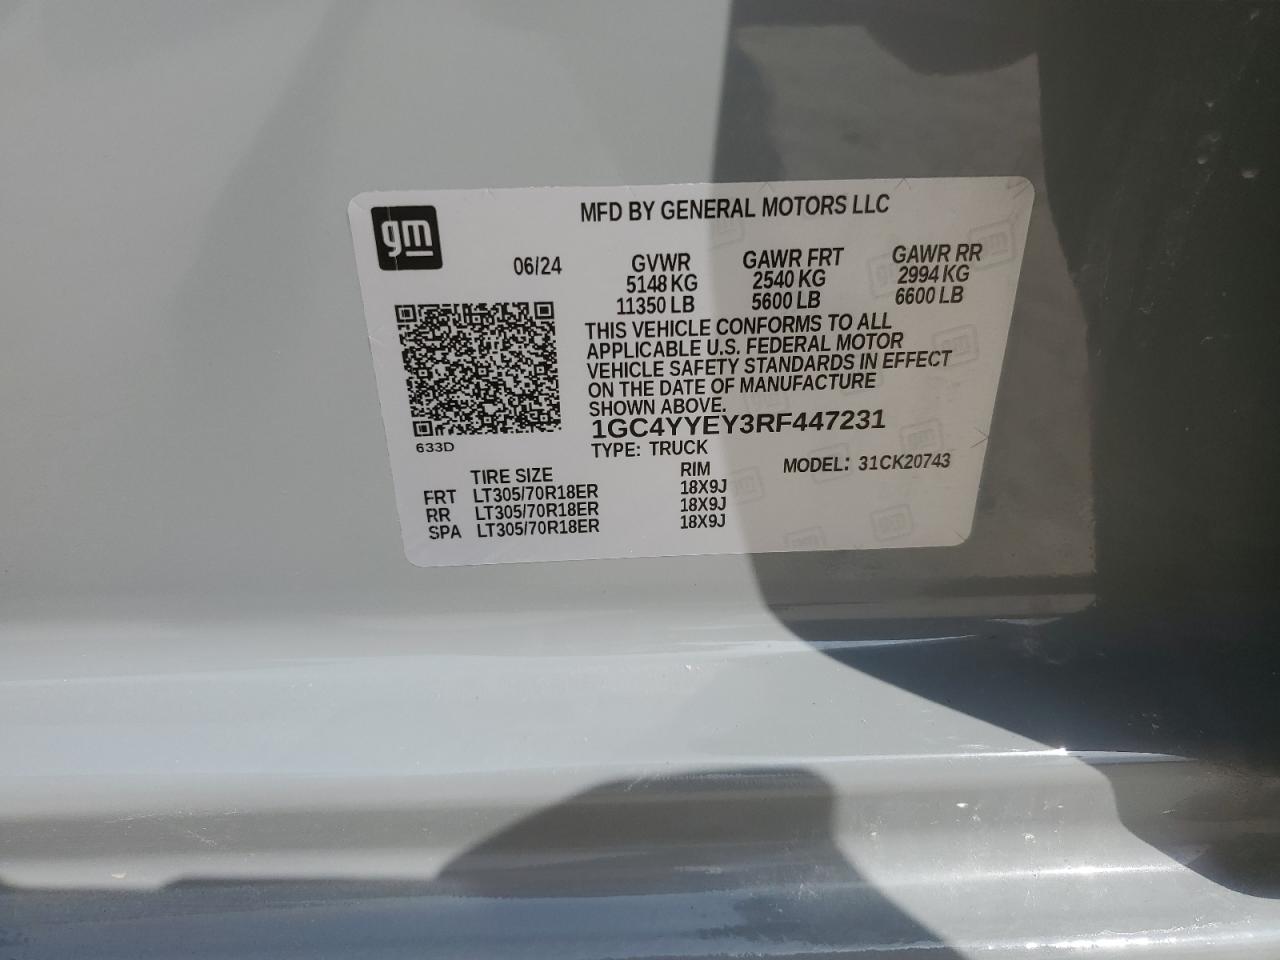 gm
MFD BY GENERAL MOTORS LLC
06/24
GVWR
5148 KG
11350 LB
GAWR FRT
2540 KG
5600 LB
GAWR RR
2994 KG
6600 LB
THIS VEHICLE CONFORMS TO ALL
APPLICABLE U.S. FEDERAL MOTOR
VEHICLE SAFETY STANDARDS IN EFFECT
ON THE DATE OF MANUFACTURE
SHOWN ABOVE.
1GC4YYEY3RF447231
633D
TYPE: TRUCK
MODEL: 31CK20743
TIRE SIZE RIM
FRT LT305/70R18ER 18X9J
RR LT305/70R18ER 18X9J
SPA LT305/70R18ER 18X9J